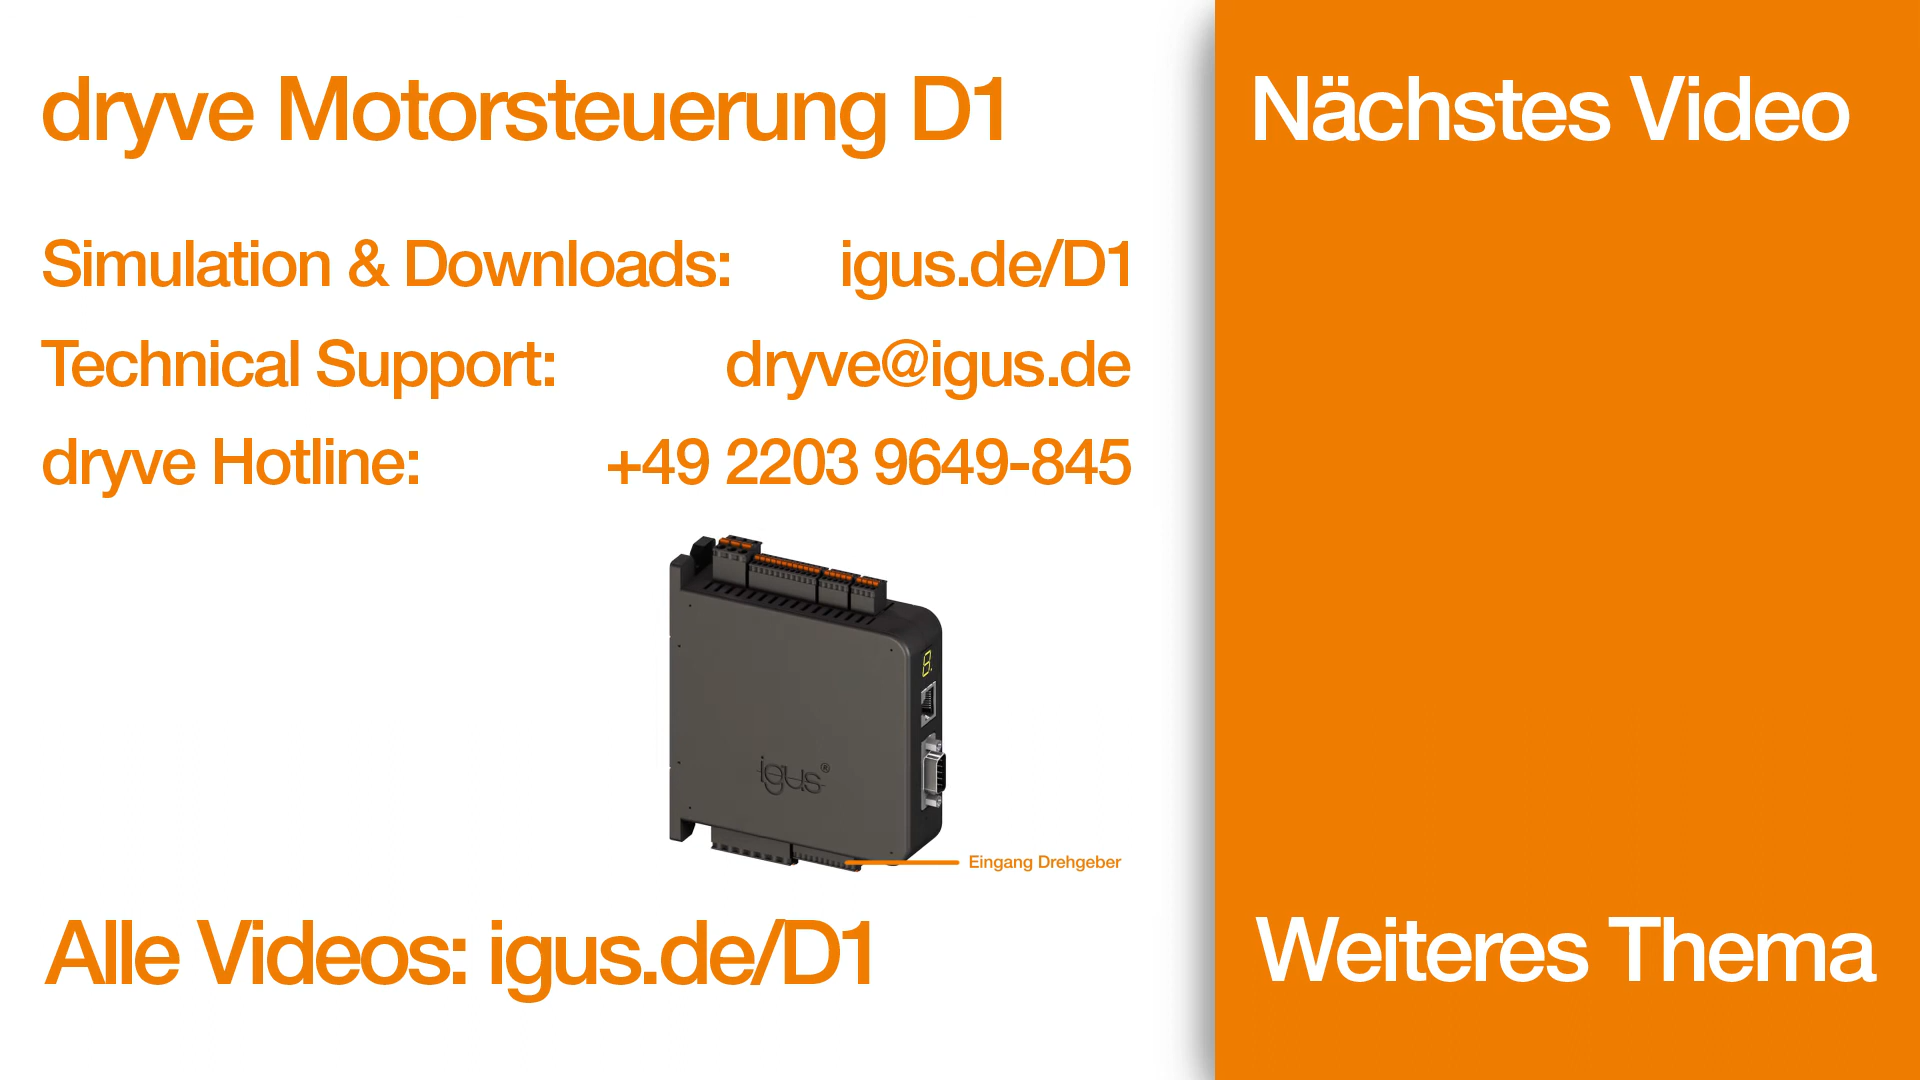 dryve Motorsteuerung D1
Simulation & Downloads: igus.de/D1
Technical Support: dryve@igus.de
dryve Hotline: +49 2203 9649-845
igus®
Eingang Drehgeber
Alle Videos: igus.de/D1
Nächstes Video
Weiteres Thema